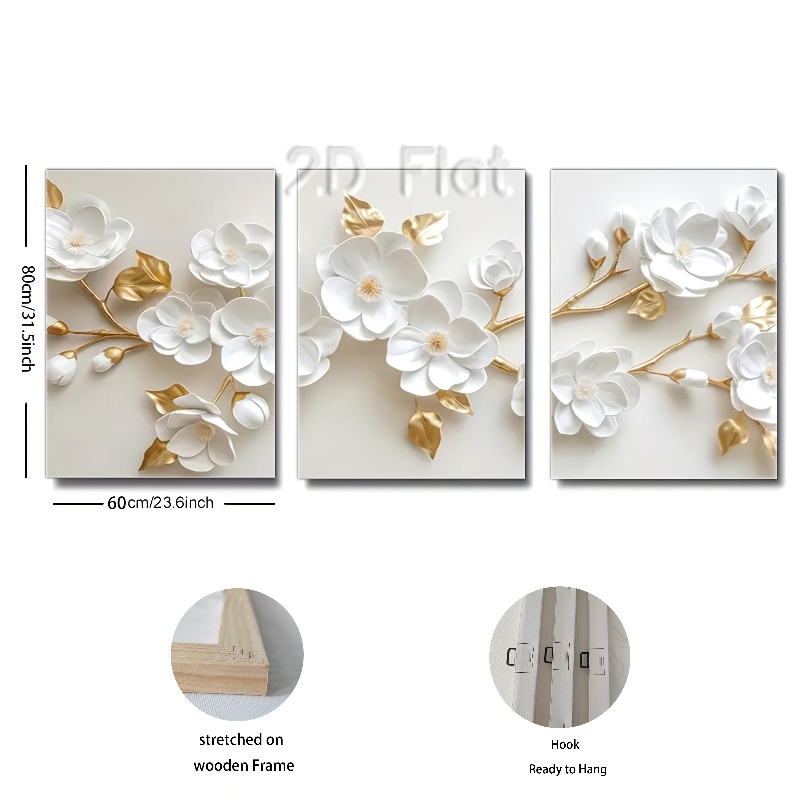 2D Flat
80cm/31.5inch
60cm/23.6inch
stretched on
wooden Frame
Hook
Ready to Hang